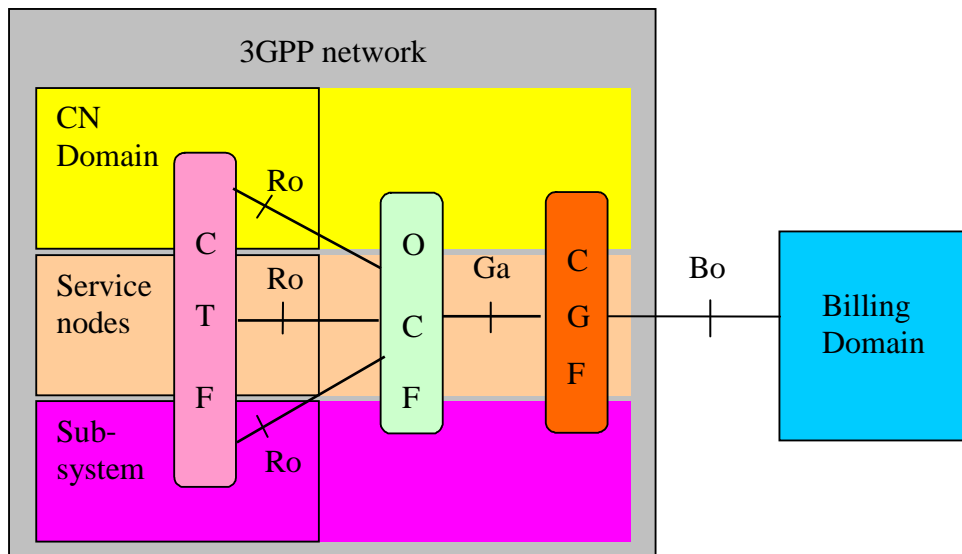 3GPP network
CN
Domain
Ro
C
T
F
O
C
F
C
G
F
Service
nodes
Ro
Ga
Bo
Billing
Domain
Sub-
system
Ro